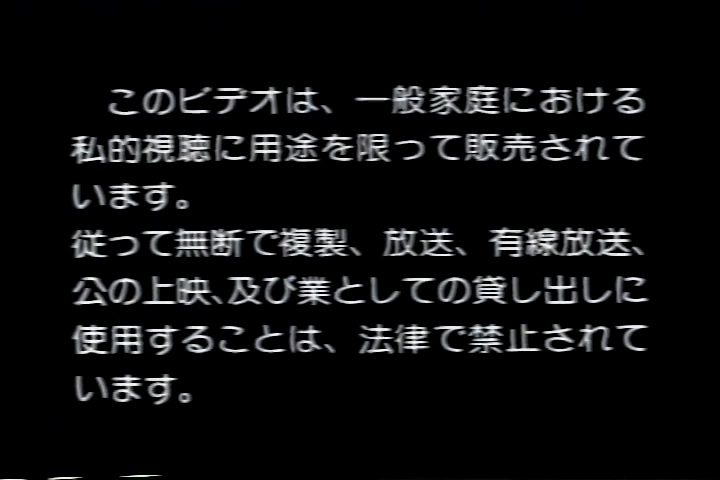 このビデオは、一般家庭における
私的視聴に用途を限って販売されて
います。
従って無断で複製、放送、有線放送、
公の上映、及び業としての貸し出しに
使用することは、法律で禁止されて
います。